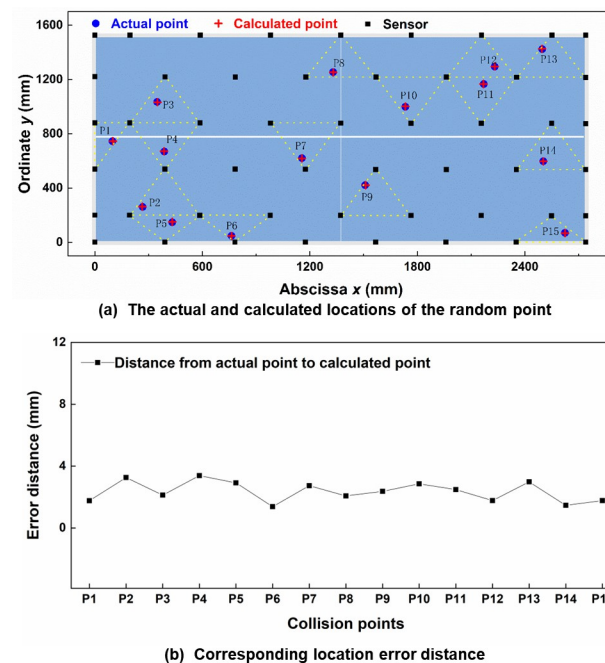 Actual point
Calculated point
Sensor
1600
1200
800
400
0
Ordinate y (mm)
P8
P12
P13
P3
P10
P11
P1
P4
P7
P14
P2
P9
P5
P6
P15
0
600
1200
1800
2400
Abscissa x (mm)
(a) The actual and calculated locations of the random point
12
8
4
0
Error distance (mm)
Distance from actual point to calculated point
P1 P2 P3 P4 P5 P6 P7 P8 P9 P10 P11 P12 P13 P14 P1
Collision points
(b) Corresponding location error distance